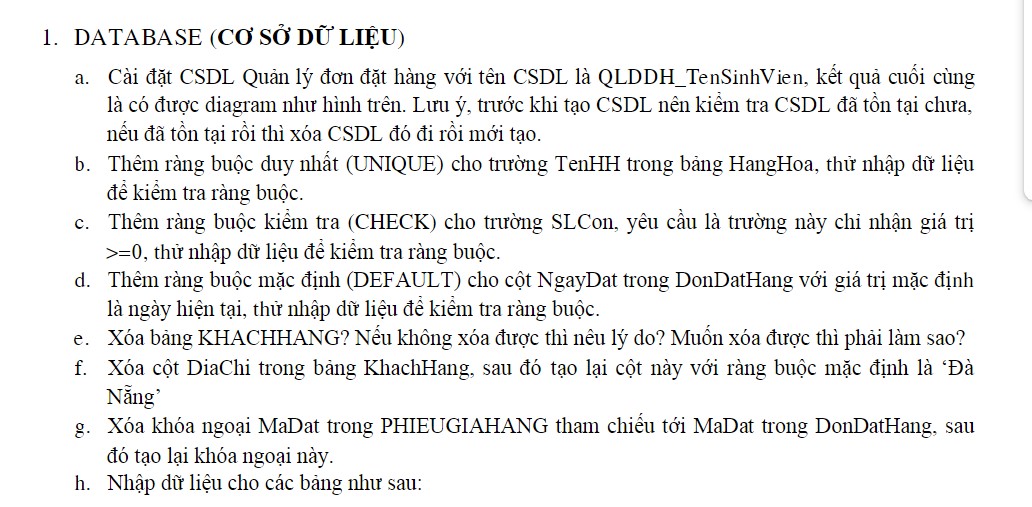 1. DATABASE (CƠ SỞ DỮ LIỆU)
a. Cài đặt CSDL Quản lý đơn đặt hàng với tên CSDL là QLDDH_TenSinhVien, kết quả cuối cùng
là có được diagram như hình trên. Lưu ý, trước khi tạo CSDL nên kiểm tra CSDL đã tồn tại chưa,
nếu đã tồn tại rồi thì xóa CSDL đó đi rồi mới tạo.
b. Thêm ràng buộc duy nhất (UNIQUE) cho trường TenHH trong bảng HangHoa, thử nhập dữ liệu
để kiểm tra ràng buộc.
c. Thêm ràng buộc kiểm tra (CHECK) cho trường SLCon, yêu cầu là trường này chỉ nhận giá trị
>=0, thử nhập dữ liệu để kiểm tra ràng buộc.
d. Thêm ràng buộc mặc định (DEFAULT) cho cột NgayDat trong DonDatHang với giá trị mặc định
là ngày hiện tại, thử nhập dữ liệu để kiểm tra ràng buộc.
e. Xóa bảng KHACHHANG? Nếu không xóa được thì nêu lý do? Muốn xóa được thì phải làm sao?
f. Xóa cột DiaChi trong bảng KhachHang, sau đó tạo lại cột này với ràng buộc mặc định là ‘Đà
Nẵng’
g. Xóa khóa ngoại MaDat trong PHIEUGIAHANG tham chiếu tới MaDat trong DonDatHang, sau
đó tạo lại khóa ngoại này.
h. Nhập dữ liệu cho các bảng như sau: